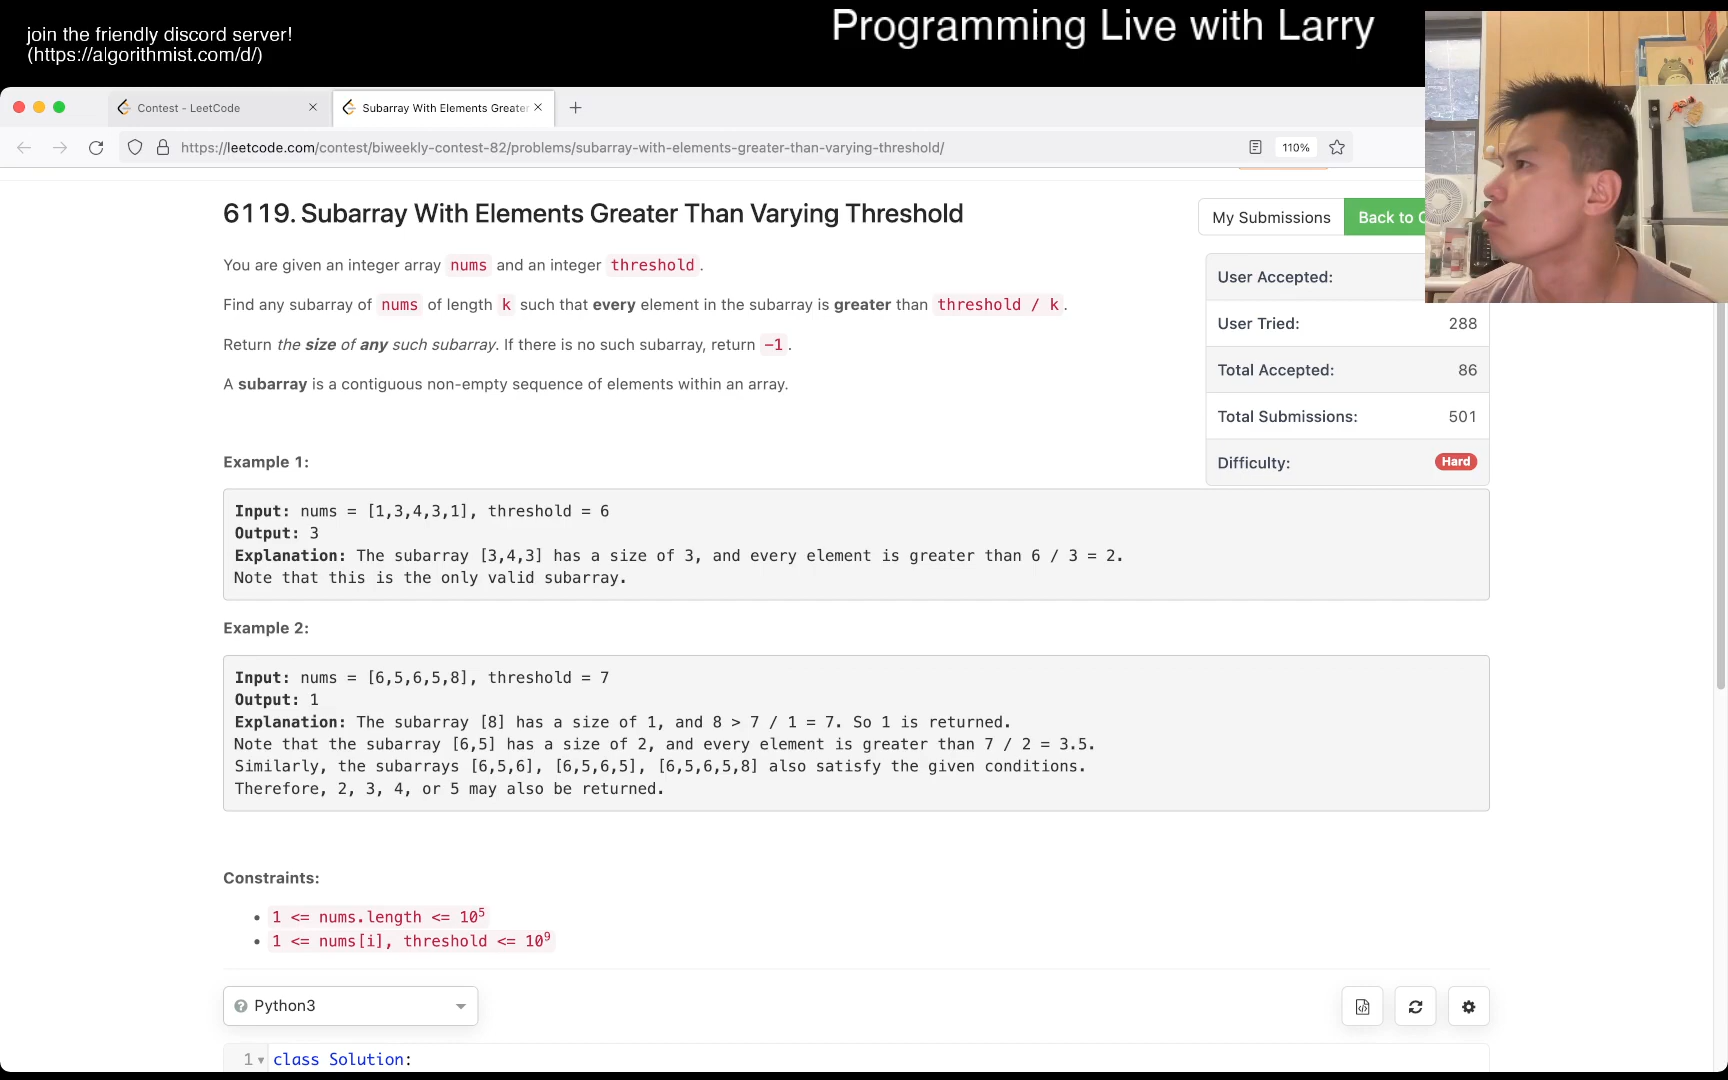 join the friendly discord server!
(https://algorithmist.com/d/)
Programming Live with Larry
Contest - LeetCode
Subarray With Elements Greater
https://leetcode.com/contest/biweekly-contest-82/problems/subarray-with-elements-greater-than-varying-threshold/
110%
6119. Subarray With Elements Greater Than Varying Threshold
My Submissions
Back to C
You are given an integer array nums and an integer threshold.
Find any subarray of nums of length k such that every element in the subarray is greater than threshold / k.
Return the size of any such subarray. If there is no such subarray, return -1.
A subarray is a contiguous non-empty sequence of elements within an array.
User Accepted:
User Tried: 288
Total Accepted: 86
Total Submissions: 501
Difficulty: Hard
Example 1:
Input: nums = [1,3,4,3,1], threshold = 6
Output: 3
Explanation: The subarray [3,4,3] has a size of 3, and every element is greater than 6 / 3 = 2.
Note that this is the only valid subarray.
Example 2:
Input: nums = [6,5,6,5,8], threshold = 7
Output: 1
Explanation: The subarray [8] has a size of 1, and 8 > 7 / 1 = 7. So 1 is returned.
Note that the subarray [6,5] has a size of 2, and every element is greater than 7 / 2 = 3.5.
Similarly, the subarrays [6,5,6], [6,5,6,5], [6,5,6,5,8] also satisfy the given conditions.
Therefore, 2, 3, 4, or 5 may also be returned.
Constraints:
• 1 <= nums.length <= 10⁵
• 1 <= nums[i], threshold <= 10⁹
Python3
1 class Solution: